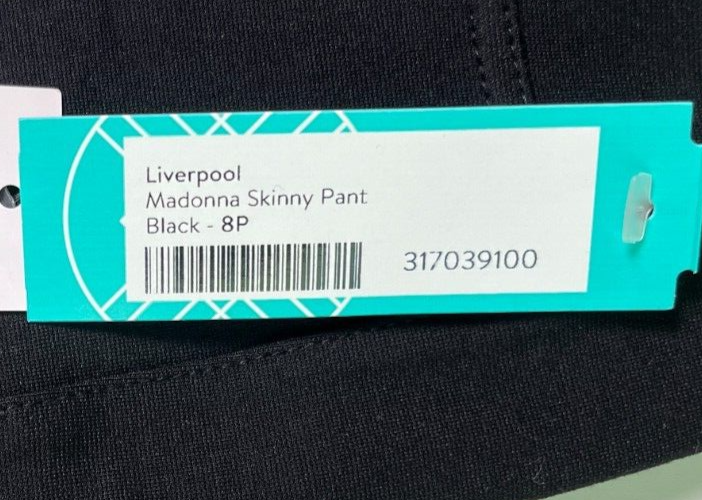 Liverpool
Madonna Skinny Pant
Black - 8P
317039100